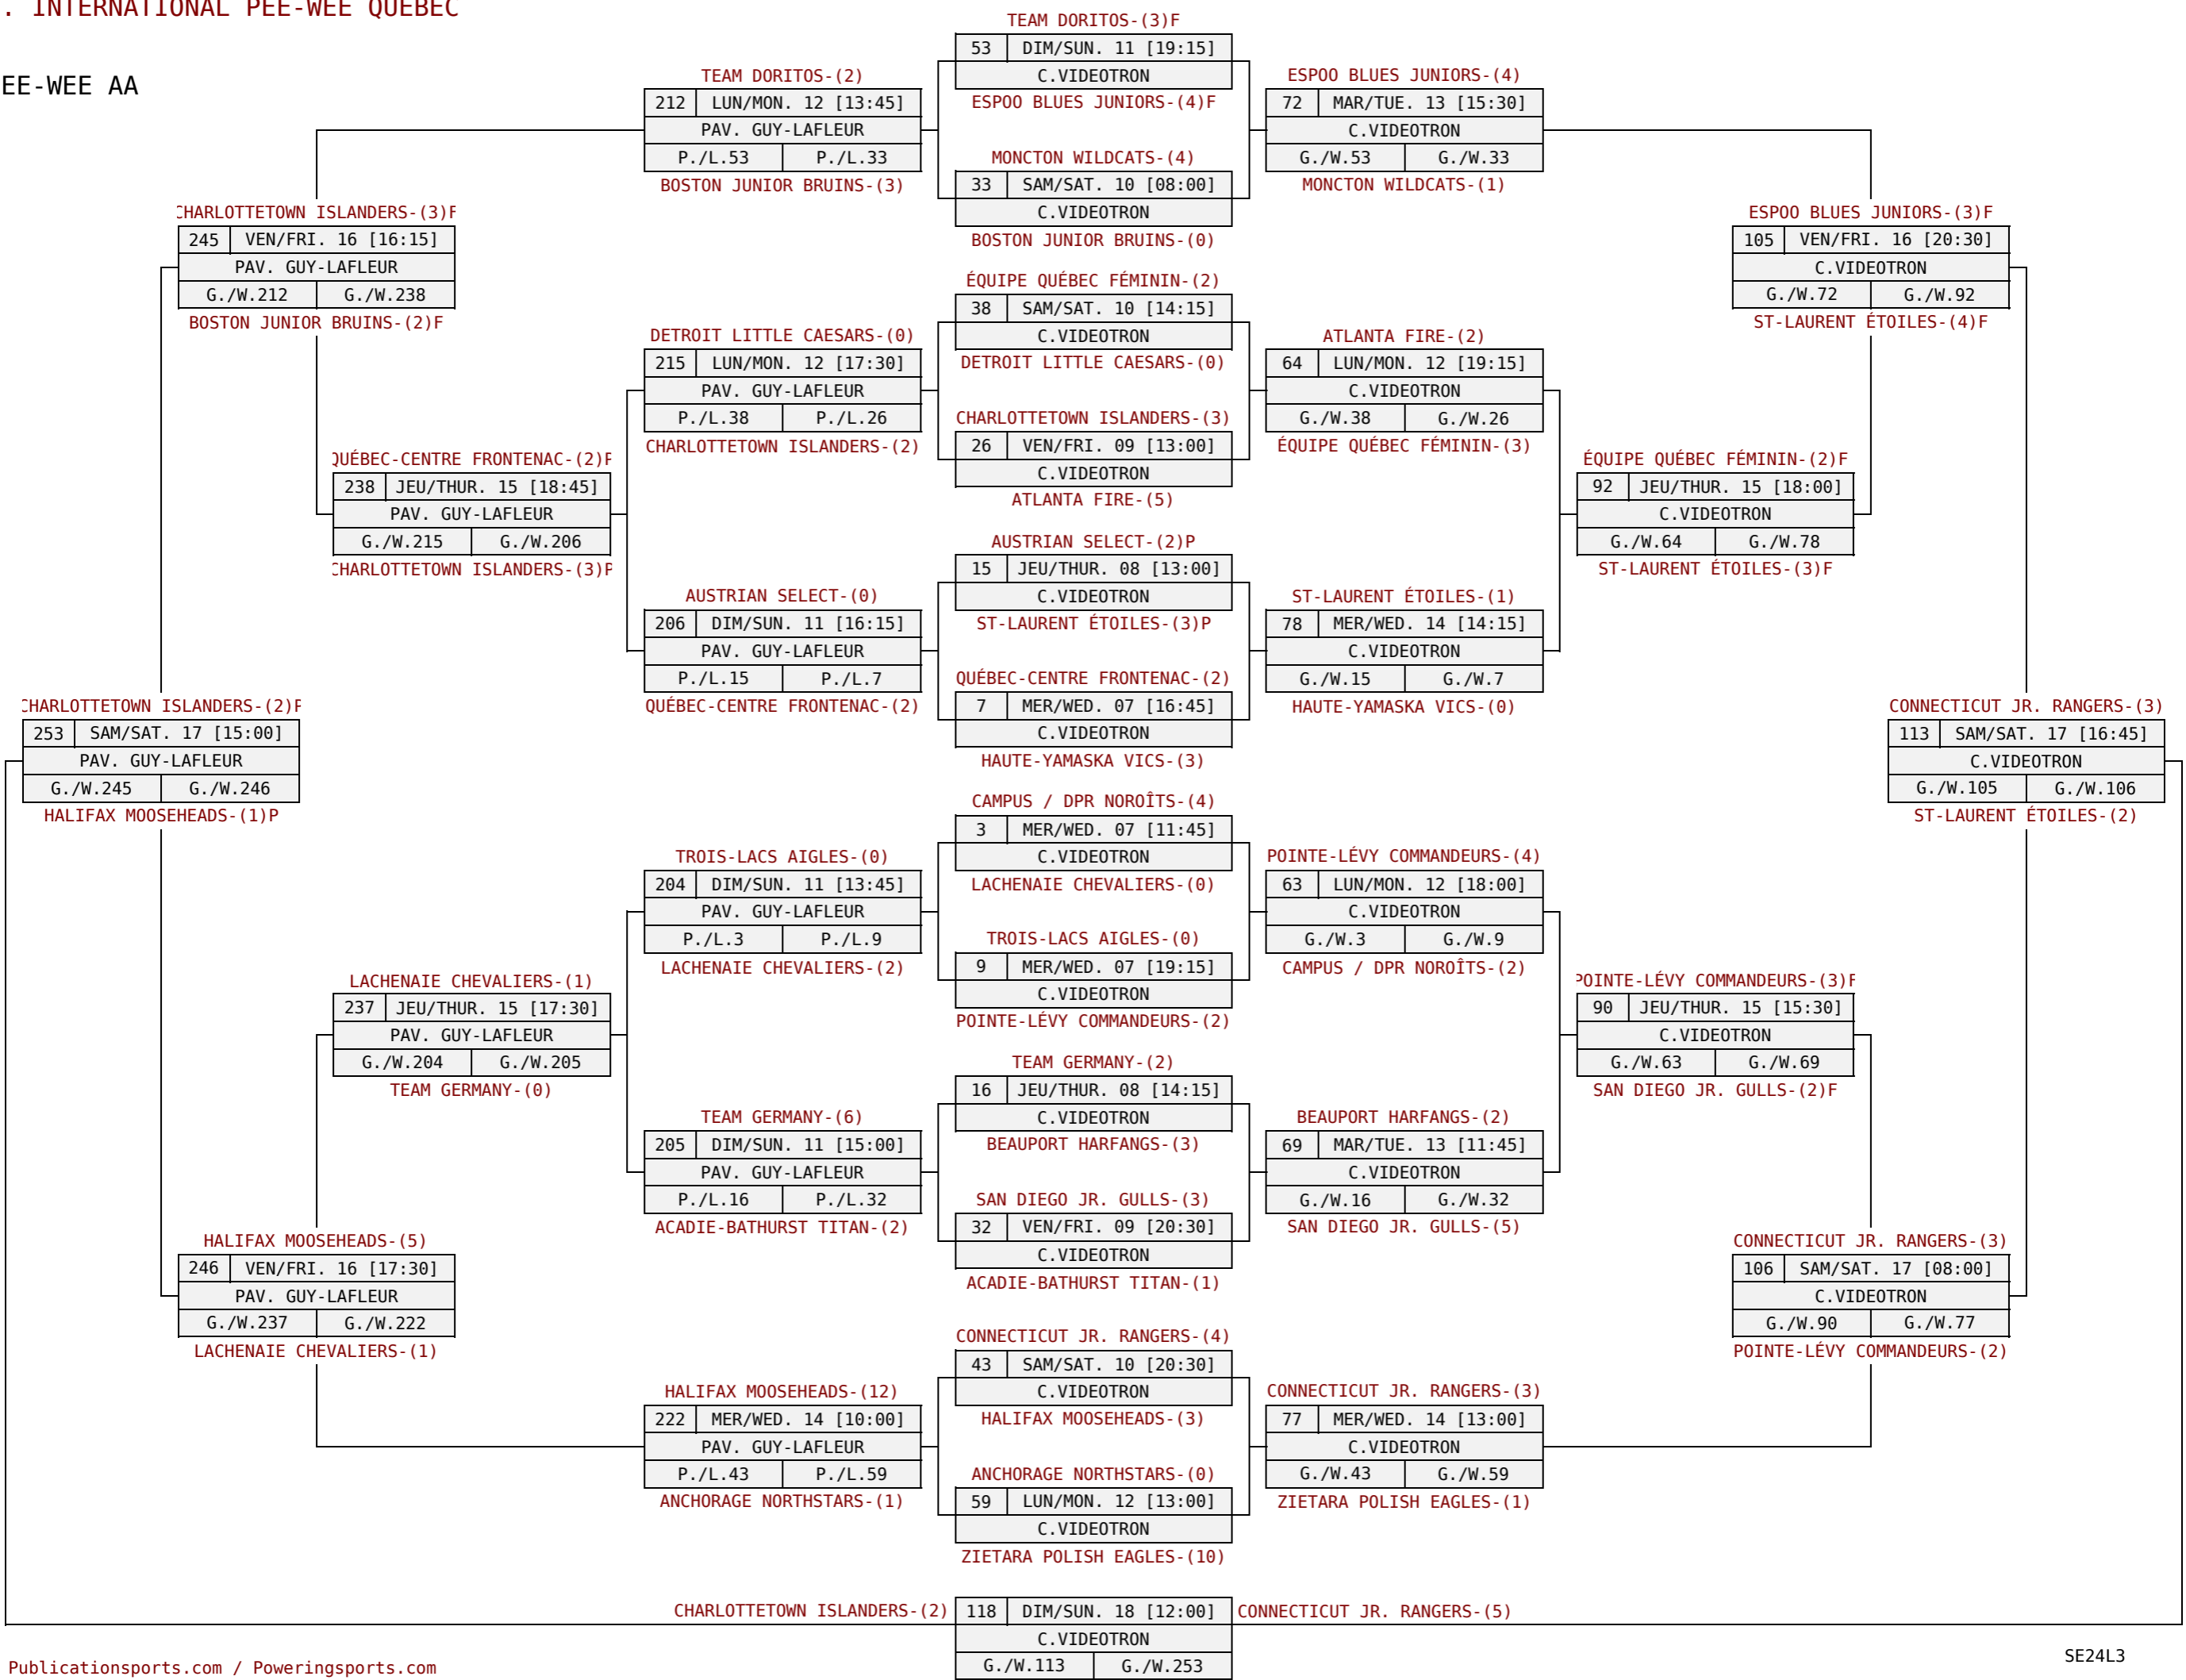 . INTERNATIONAL PEE-WEE QUÉBEC
EE-WEE AA
TEAM DORITOS-(3)F
53 DIM/SUN. 11 [19:15]
C.VIDEOTRON
ESPOO BLUES JUNIORS-(4)F
TEAM DORITOS-(2)
212 LUN/MON. 12 [13:45]
PAV. GUY-LAFLEUR
P./L.53 P./L.33
BOSTON JUNIOR BRUINS-(3)
ESPOO BLUES JUNIORS-(4)
72 MAR/TUE. 13 [15:30]
C.VIDEOTRON
G./W.53 G./W.33
MONCTON WILDCATS-(1)
MONCTON WILDCATS-(4)
33 SAM/SAT. 10 [08:00]
C.VIDEOTRON
BOSTON JUNIOR BRUINS-(0)
CHARLOTTETOWN ISLANDERS-(3)F
245 VEN/FRI. 16 [16:15]
PAV. GUY-LAFLEUR
G./W.212 G./W.238
BOSTON JUNIOR BRUINS-(2)F
ESPOO BLUES JUNIORS-(3)F
105 VEN/FRI. 16 [20:30]
C.VIDEOTRON
G./W.72 G./W.92
ST-LAURENT ÉTOILES-(4)F
ÉQUIPE QUÉBEC FÉMININ-(2)
38 SAM/SAT. 10 [14:15]
C.VIDEOTRON
DETROIT LITTLE CAESARS-(0)
DETROIT LITTLE CAESARS-(0)
215 LUN/MON. 12 [17:30]
PAV. GUY-LAFLEUR
P./L.38 P./L.26
CHARLOTTETOWN ISLANDERS-(2)
ATLANTA FIRE-(2)
64 LUN/MON. 12 [19:15]
C.VIDEOTRON
G./W.38 G./W.26
ÉQUIPE QUÉBEC FÉMININ-(3)
CHARLOTTETOWN ISLANDERS-(3)
26 VEN/FRI. 09 [13:00]
C.VIDEOTRON
ATLANTA FIRE-(5)
QUÉBEC-CENTRE FRONTENAC-(2)P
238 JEU/THUR. 15 [18:45]
PAV. GUY-LAFLEUR
G./W.215 G./W.206
CHARLOTTETOWN ISLANDERS-(3)P
ÉQUIPE QUÉBEC FÉMININ-(2)F
92 JEU/THUR. 15 [18:00]
C.VIDEOTRON
G./W.64 G./W.78
ST-LAURENT ÉTOILES-(3)F
AUSTRIAN SELECT-(2)P
15 JEU/THUR. 08 [13:00]
C.VIDEOTRON
ST-LAURENT ÉTOILES-(3)P
AUSTRIAN SELECT-(0)
206 DIM/SUN. 11 [16:15]
PAV. GUY-LAFLEUR
P./L.15 P./L.7
QUÉBEC-CENTRE FRONTENAC-(2)
ST-LAURENT ÉTOILES-(1)
78 MER/WED. 14 [14:15]
C.VIDEOTRON
G./W.15 G./W.7
HAUTE-YAMASKA VICS-(0)
QUÉBEC-CENTRE FRONTENAC-(2)
7 MER/WED. 07 [16:45]
C.VIDEOTRON
HAUTE-YAMASKA VICS-(3)
CHARLOTTETOWN ISLANDERS-(2)P
253 SAM/SAT. 17 [15:00]
PAV. GUY-LAFLEUR
G./W.245 G./W.246
HALIFAX MOOSEHEADS-(1)P
CONNECTICUT JR. RANGERS-(3)
113 SAM/SAT. 17 [16:45]
C.VIDEOTRON
G./W.105 G./W.106
ST-LAURENT ÉTOILES-(2)
CAMPUS / DPR NOROÎTS-(4)
3 MER/WED. 07 [11:45]
C.VIDEOTRON
LACHENAIE CHEVALIERS-(0)
TROIS-LACS AIGLES-(0)
204 DIM/SUN. 11 [13:45]
PAV. GUY-LAFLEUR
P./L.3 P./L.9
LACHENAIE CHEVALIERS-(2)
POINTE-LÉVY COMMANDEURS-(4)
63 LUN/MON. 12 [18:00]
C.VIDEOTRON
G./W.3 G./W.9
CAMPUS / DPR NOROÎTS-(2)
TROIS-LACS AIGLES-(0)
9 MER/WED. 07 [19:15]
C.VIDEOTRON
POINTE-LÉVY COMMANDEURS-(2)
LACHENAIE CHEVALIERS-(1)
237 JEU/THUR. 15 [17:30]
PAV. GUY-LAFLEUR
G./W.204 G./W.205
TEAM GERMANY-(0)
POINTE-LÉVY COMMANDEURS-(3)F
90 JEU/THUR. 15 [15:30]
C.VIDEOTRON
G./W.63 G./W.69
SAN DIEGO JR. GULLS-(2)F
TEAM GERMANY-(2)
16 JEU/THUR. 08 [14:15]
C.VIDEOTRON
BEAUPORT HARFANGS-(3)
TEAM GERMANY-(6)
205 DIM/SUN. 11 [15:00]
PAV. GUY-LAFLEUR
P./L.16 P./L.32
ACADIE-BATHURST TITAN-(2)
BEAUPORT HARFANGS-(2)
69 MAR/TUE. 13 [11:45]
C.VIDEOTRON
G./W.16 G./W.32
SAN DIEGO JR. GULLS-(5)
SAN DIEGO JR. GULLS-(3)
32 VEN/FRI. 09 [20:30]
C.VIDEOTRON
ACADIE-BATHURST TITAN-(1)
HALIFAX MOOSEHEADS-(5)
246 VEN/FRI. 16 [17:30]
PAV. GUY-LAFLEUR
G./W.237 G./W.222
LACHENAIE CHEVALIERS-(1)
CONNECTICUT JR. RANGERS-(3)
106 SAM/SAT. 17 [08:00]
C.VIDEOTRON
G./W.90 G./W.77
POINTE-LÉVY COMMANDEURS-(2)
CONNECTICUT JR. RANGERS-(4)
43 SAM/SAT. 10 [20:30]
C.VIDEOTRON
HALIFAX MOOSEHEADS-(3)
HALIFAX MOOSEHEADS-(12)
222 MER/WED. 14 [10:00]
PAV. GUY-LAFLEUR
P./L.43 P./L.59
ANCHORAGE NORTHSTARS-(1)
CONNECTICUT JR. RANGERS-(3)
77 MER/WED. 14 [13:00]
C.VIDEOTRON
G./W.43 G./W.59
ZIETARA POLISH EAGLES-(1)
ANCHORAGE NORTHSTARS-(0)
59 LUN/MON. 12 [13:00]
C.VIDEOTRON
ZIETARA POLISH EAGLES-(10)
CHARLOTTETOWN ISLANDERS-(2) 118 DIM/SUN. 18 [12:00] CONNECTICUT JR. RANGERS-(5)
C.VIDEOTRON
G./W.113 G./W.253
Publicationsports.com / Poweringsports.com
SE24L3